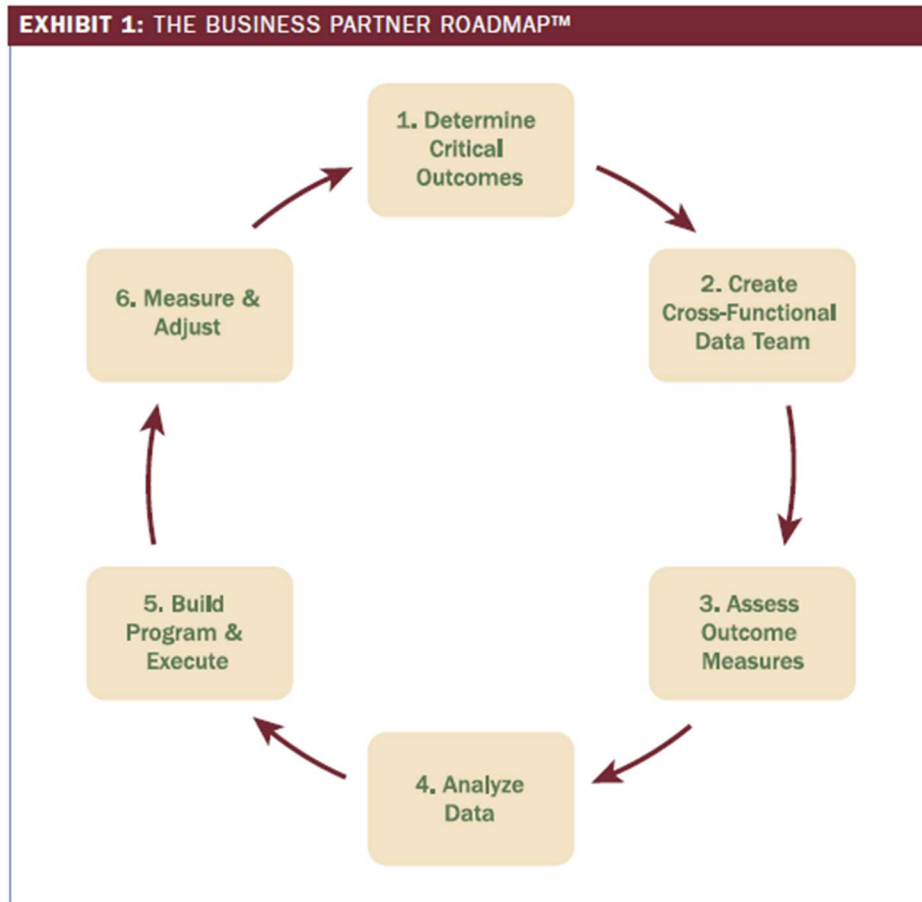 EXHIBIT 1: THE BUSINESS PARTNER ROADMAP™
1. Determine
Critical
Outcomes
2. Create
Cross-Functional
Data Team
3. Assess
Outcome
Measures
4. Analyze
Data
5. Build
Program &
Execute
6. Measure &
Adjust